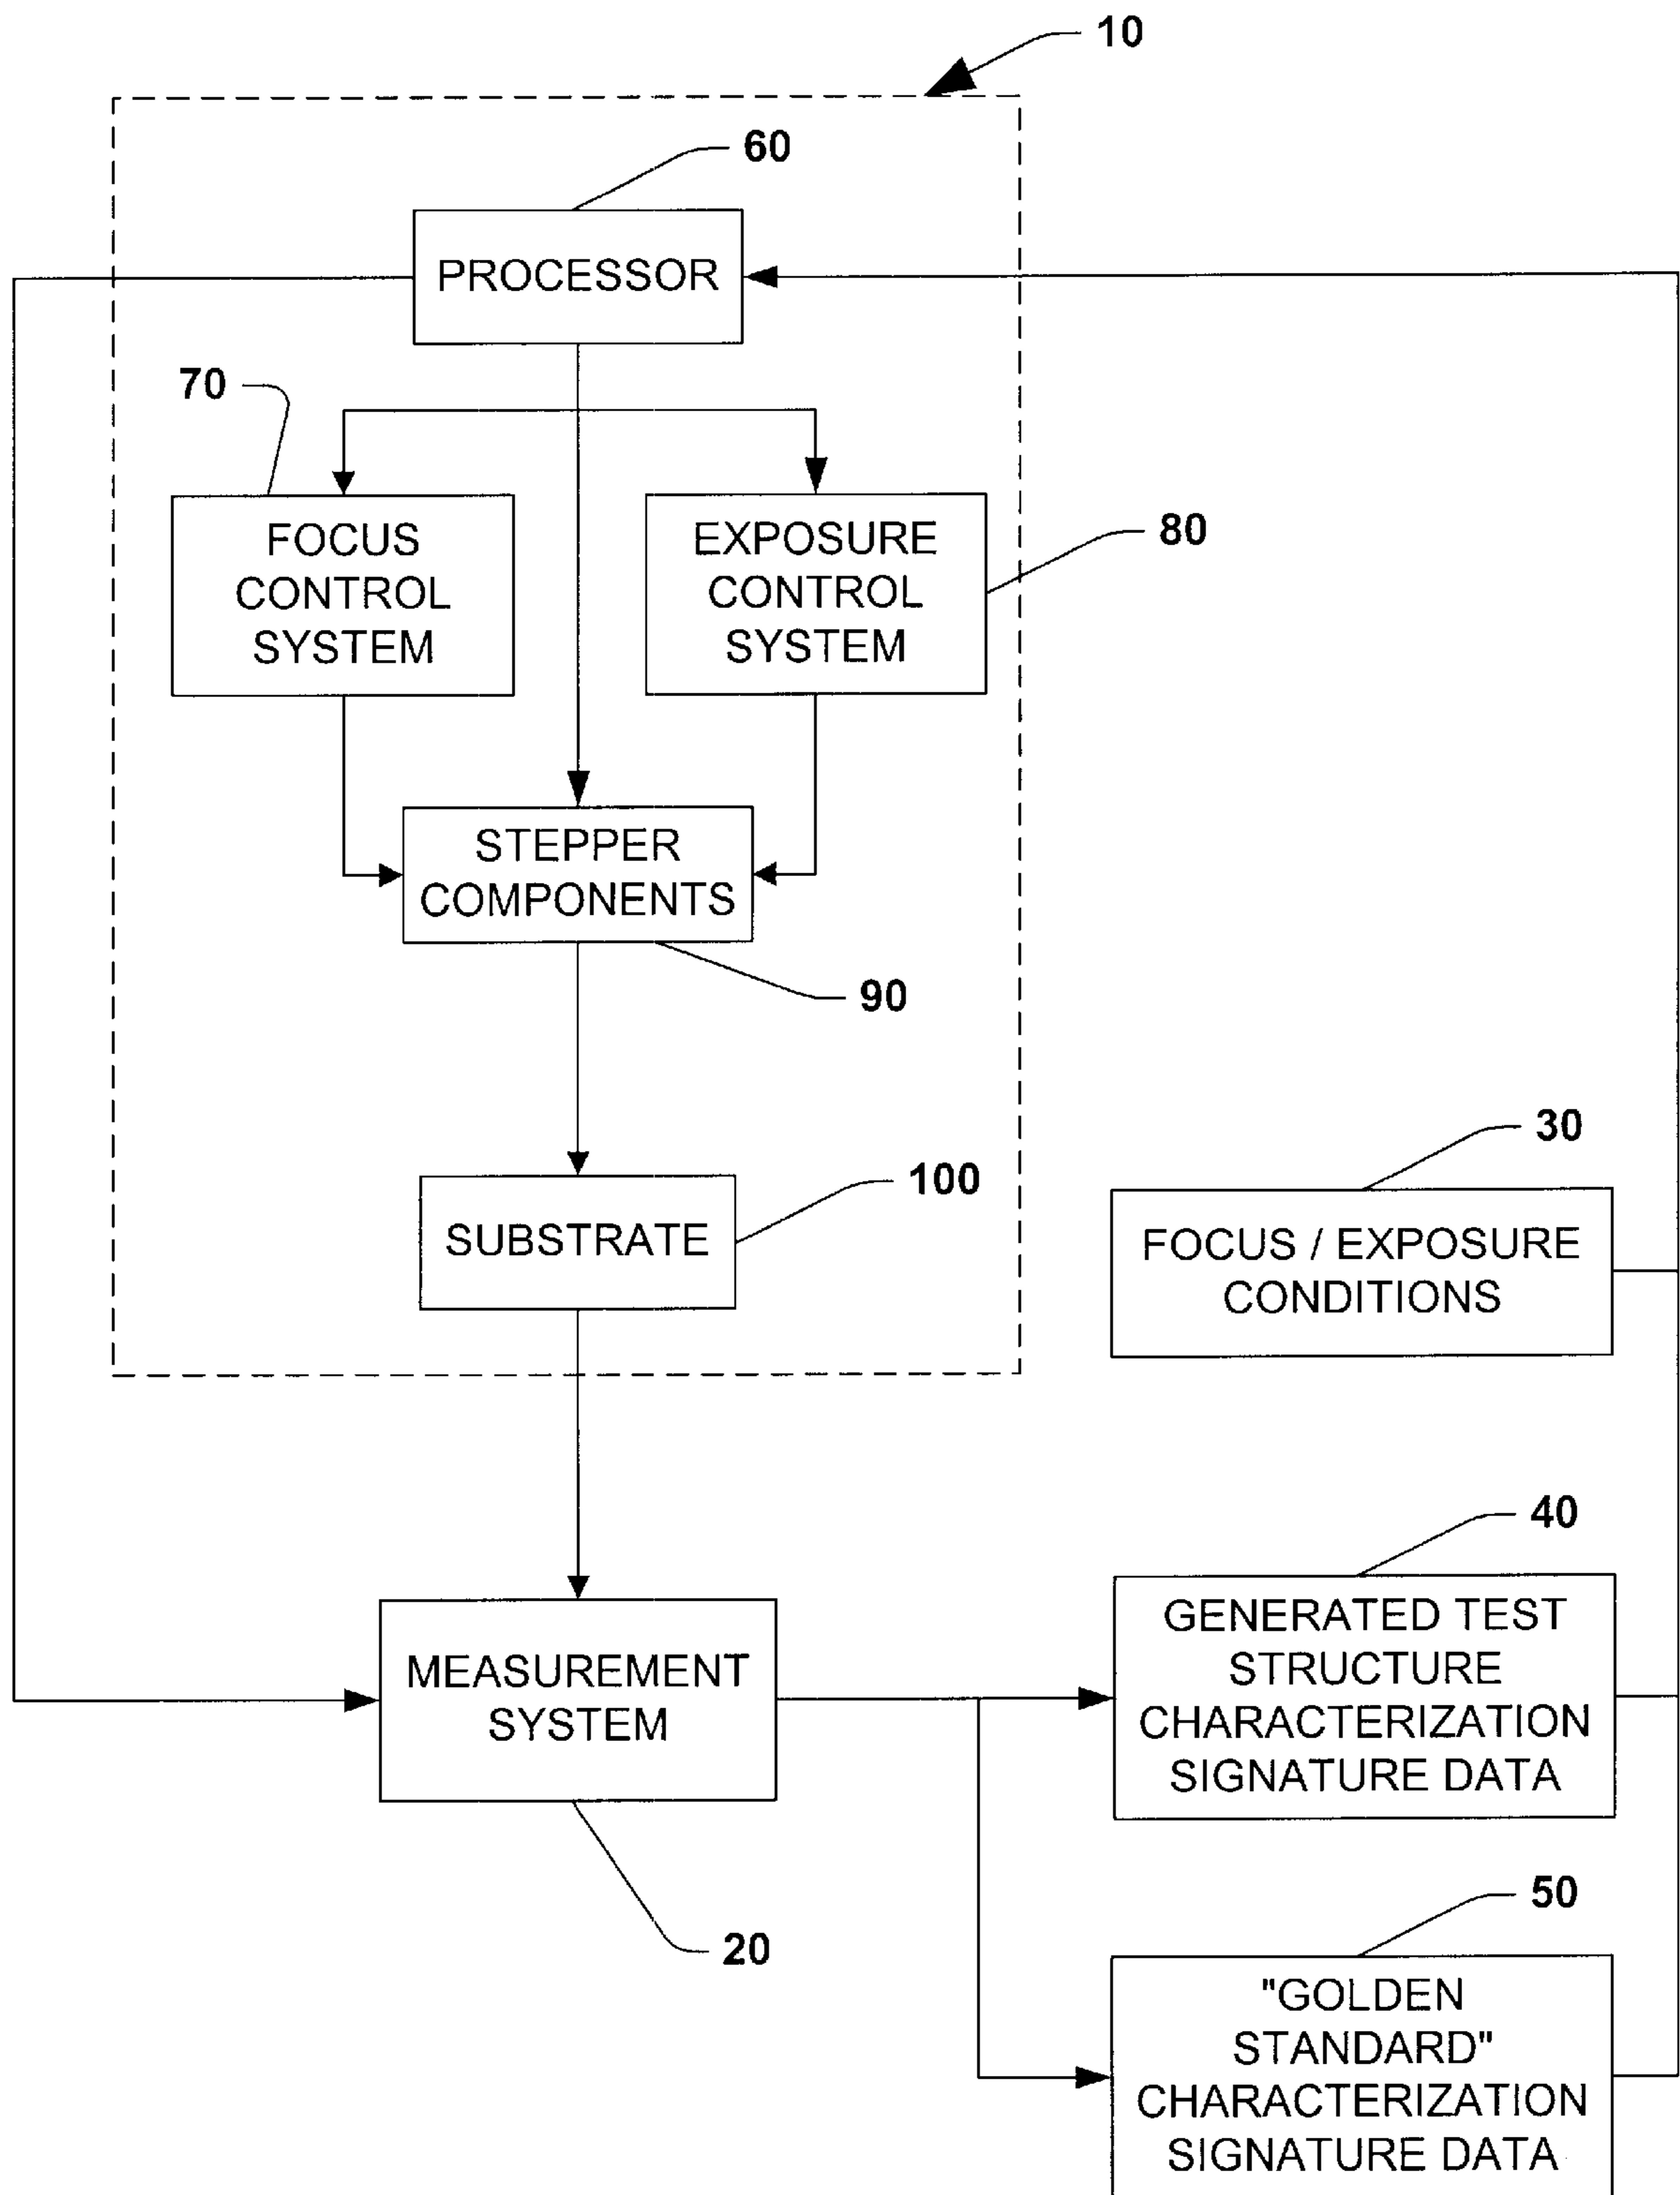 10
60
PROCESSOR
70
FOCUS
CONTROL
SYSTEM
EXPOSURE
CONTROL
SYSTEM
80
STEPPER
COMPONENTS
90
30
100
SUBSTRATE
FOCUS / EXPOSURE
CONDITIONS
40
MEASUREMENT
SYSTEM
GENERATED TEST
STRUCTURE
CHARACTERIZATION
SIGNATURE DATA
20
50
"GOLDEN
STANDARD"
CHARACTERIZATION
SIGNATURE DATA